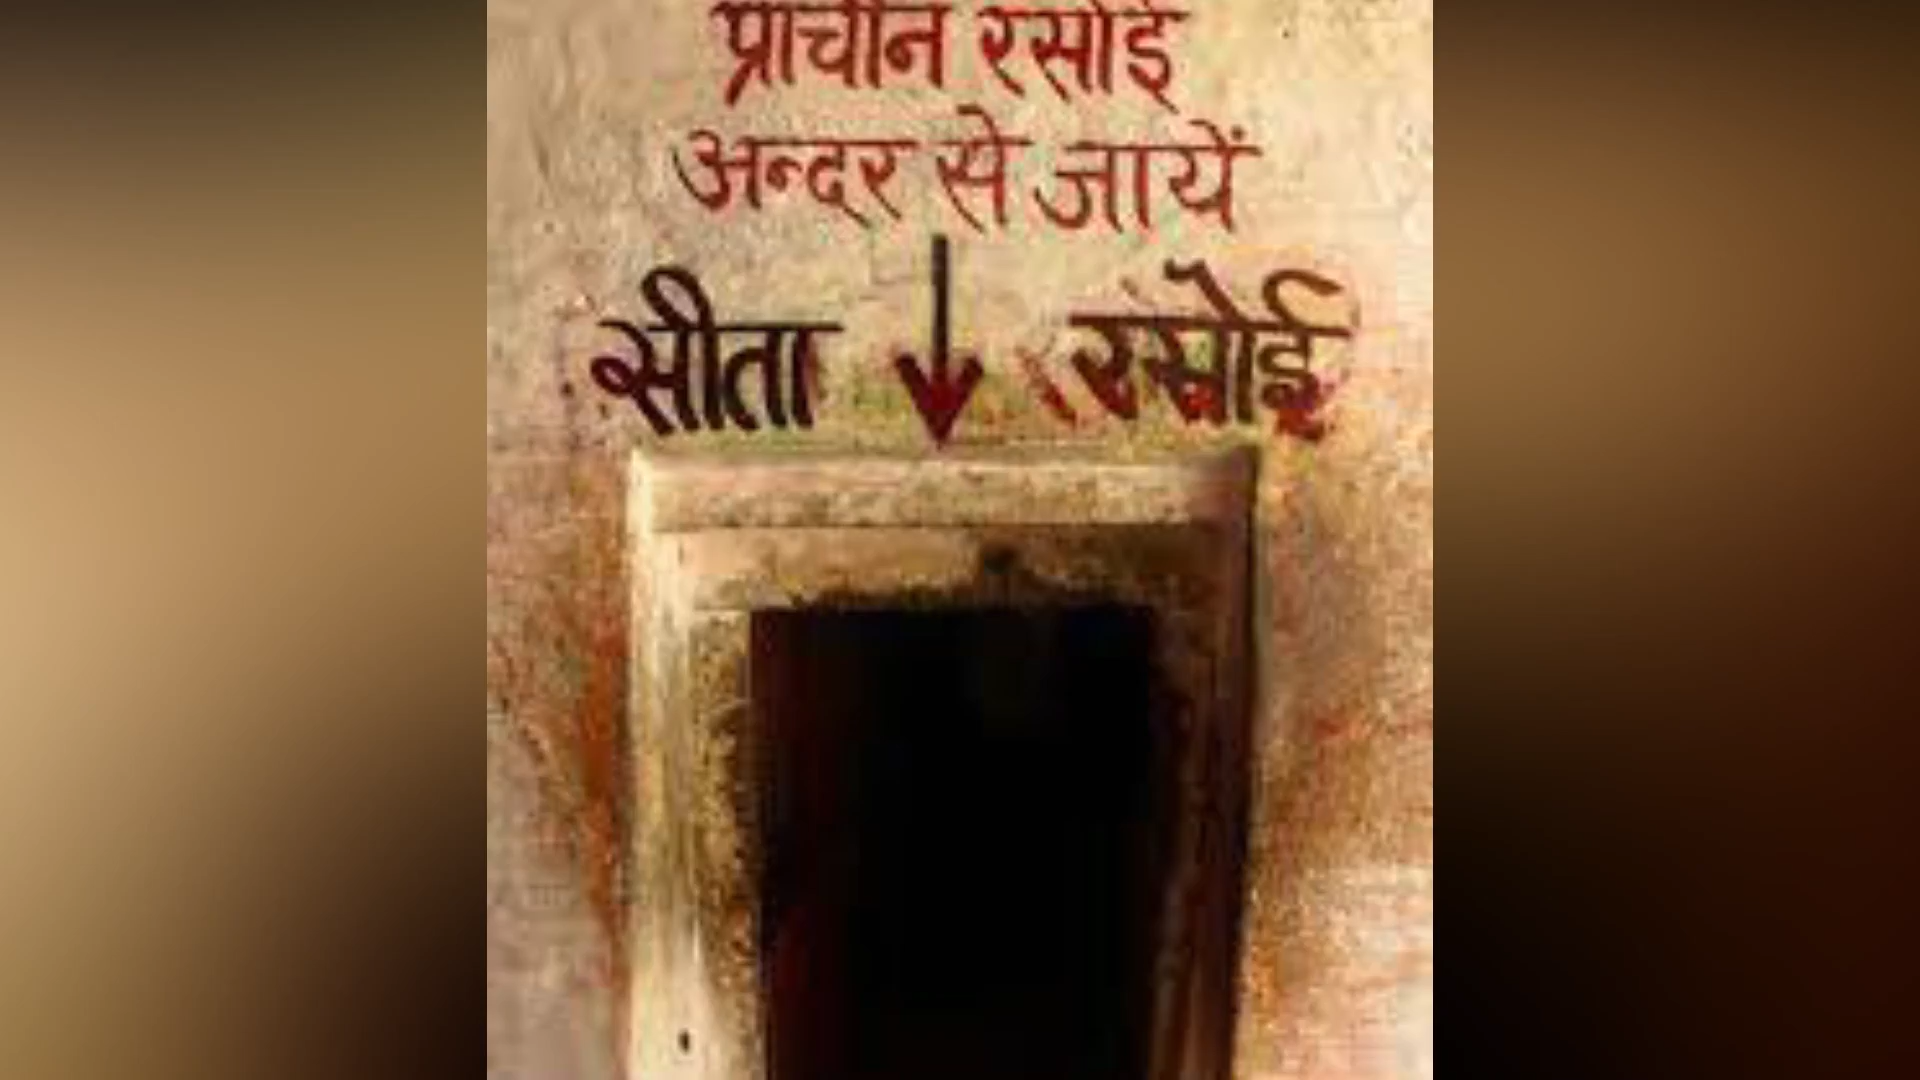 प्राचीन रसोई
अन्दर से जायें
सीता रसोई